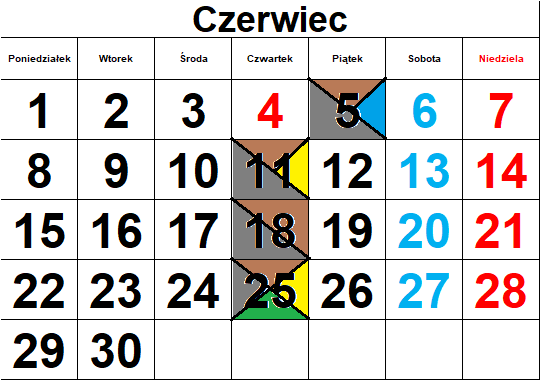 Czerwiec
Poniedziałek Wtorek Środa Czwartek Piątek Sobota Niedziela
1 2 3 4 5 6 7
8 9 10 11 12 13 14
15 16 17 18 19 20 21
22 23 24 25 26 27 28
29 30